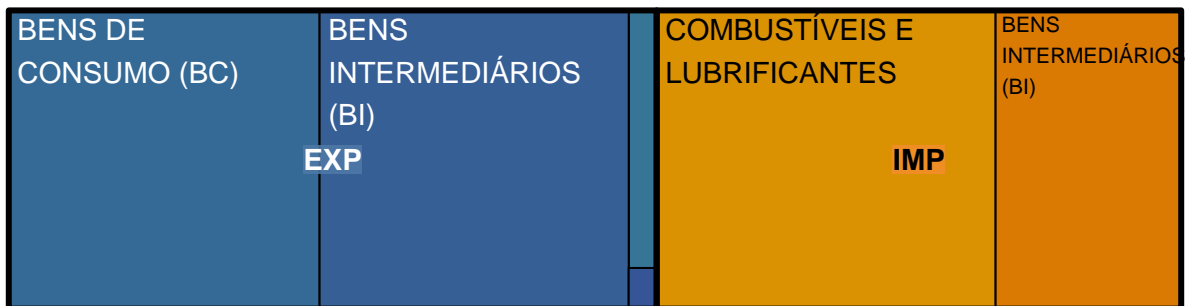 BENS DE
CONSUMO (BC)
BENS
INTERMEDIÁRIOS
(BI)
EXP
COMBUSTÍVEIS E
LUBRIFICANTES
BENS
INTERMEDIÁRIOS
(BI)
IMP